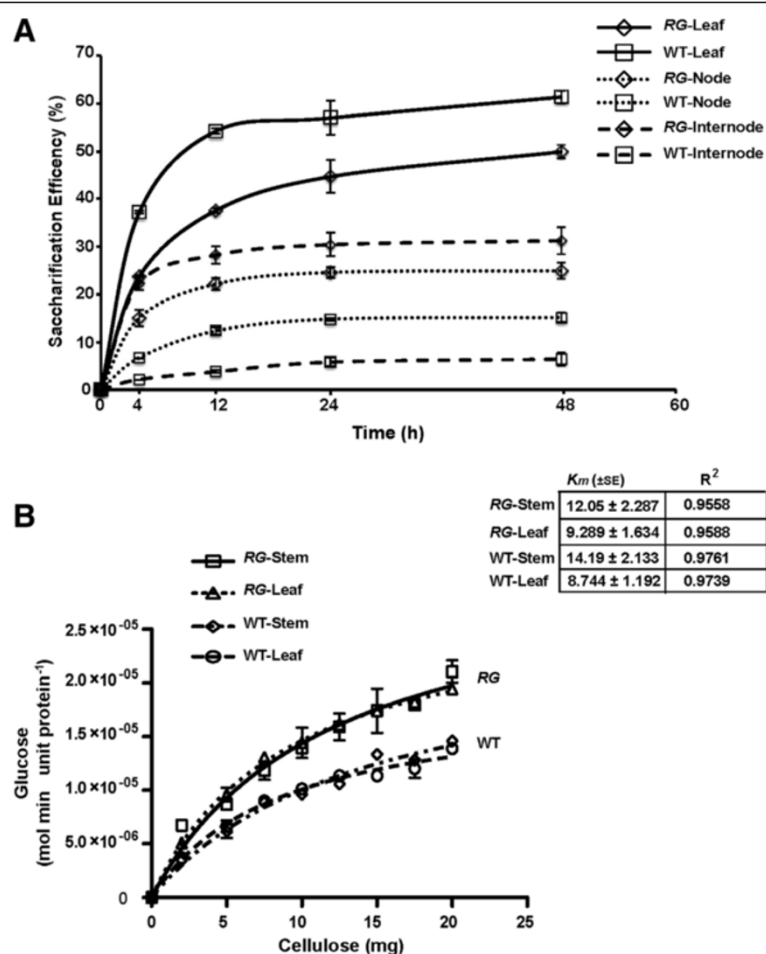 A
RG-Leaf
WT-Leaf
RG-Node
WT-Node
RG-Internode
WT-Internode
Saccharification Efficency (%)
70
60
50
40
30
20
10
0
0 4 12 24 48 60
Time (h)
Km (±SE) R²
RG-Stem 12.05 ± 2.287 0.9558
RG-Leaf 9.289 ± 1.634 0.9588
WT-Stem 14.19 ± 2.133 0.9761
WT-Leaf 8.744 ± 1.192 0.9739
B
RG-Stem
RG-Leaf
WT-Stem
WT-Leaf
Glucose
(mol min unit protein⁻¹)
2.5×10⁻⁰⁵
2.0×10⁻⁰⁵
1.5×10⁻⁰⁵
1.0×10⁻⁰⁵
5.0×10⁻⁰⁶
0
RG
WT
0 5 10 15 20 25
Cellulose (mg)